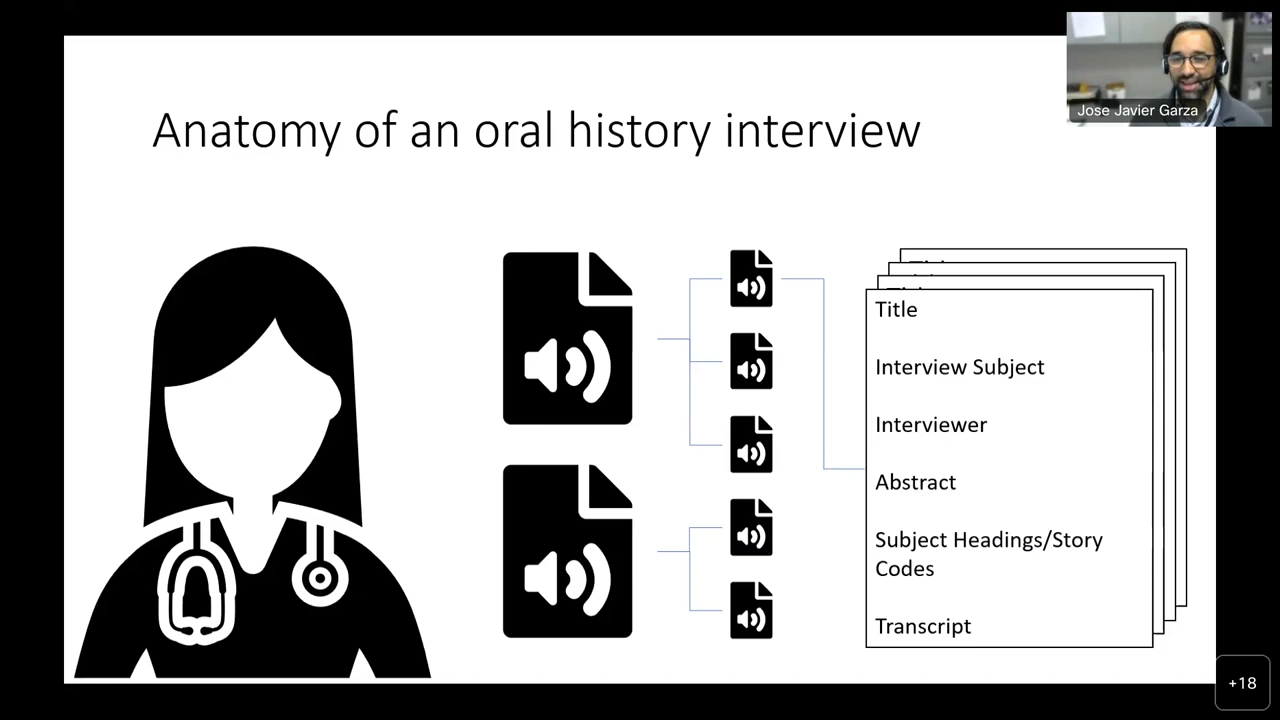 Anatomy of an oral history interview
Jose Javier Garza
Title
Interview Subject
Interviewer
Abstract
Subject Headings/Story
Codes
Transcript
+18